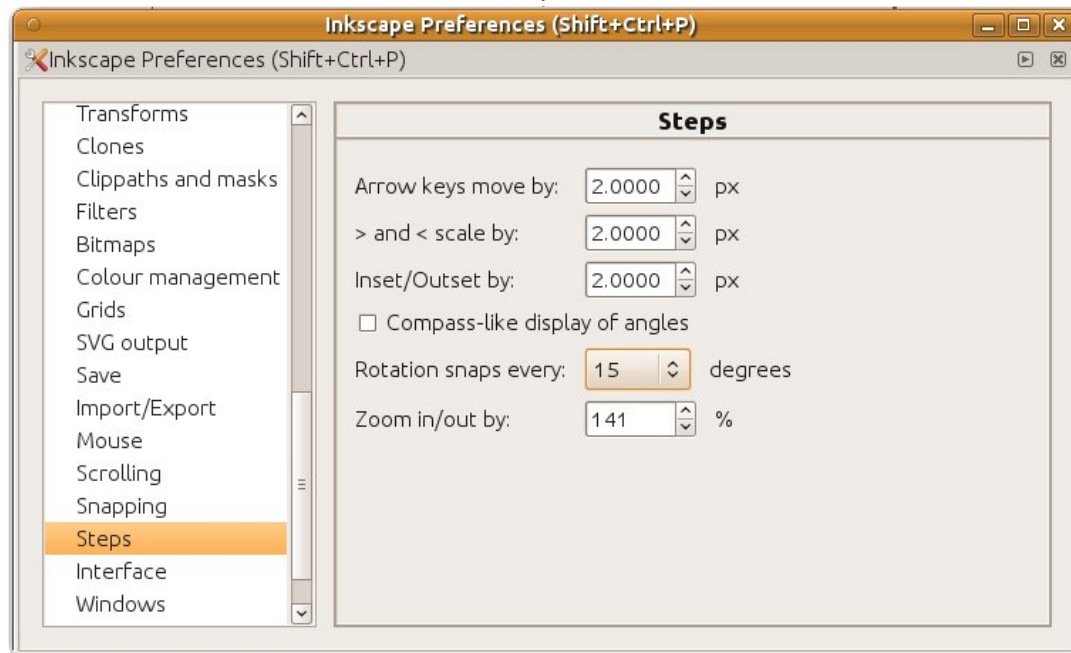 Inkscape Preferences (Shift+Ctrl+P)
Inkscape Preferences (Shift+Ctrl+P)
Transforms
Clones
Clippaths and masks
Filters
Bitmaps
Colour management
Grids
SVG output
Save
Import/Export
Mouse
Scrolling
Snapping
Steps
Interface
Windows
Steps
Arrow keys move by: 2.0000 px
> and < scale by: 2.0000 px
Inset/Outset by: 2.0000 px
Compass-like display of angles
Rotation snaps every: 15 degrees
Zoom in/out by: 141 %